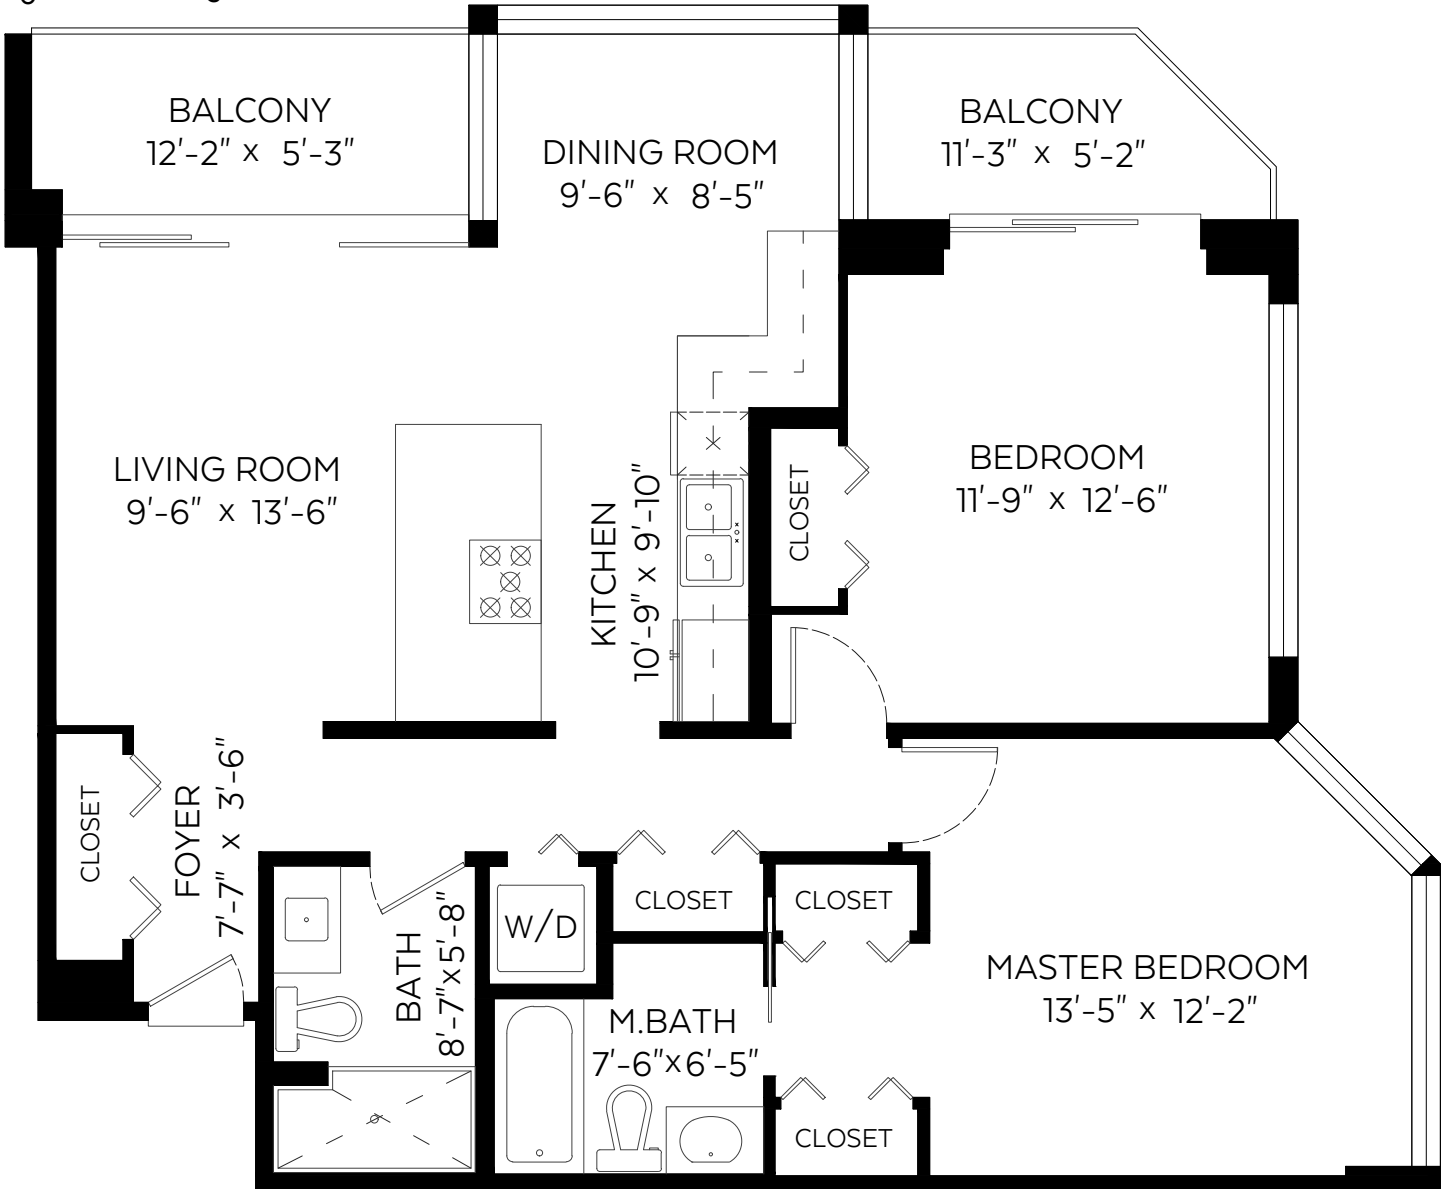 BALCONY
12'-2" x 5'-3"
DINING ROOM
9'-6" x 8'-5"
BALCONY
11'-3" x 5'-2"
LIVING ROOM
9'-6" x 13'-6"
KITCHEN
10'-9" x 9'-10"
CLOSET
BEDROOM
11'-9" x 12'-6"
CLOSET
FOYER
7'-7" x 3'-6"
BATH
8'-7"x5'-8"
W/D
CLOSET
CLOSET
M.BATH
7'-6"x6'-5"
MASTER BEDROOM
13'-5" x 12'-2"
CLOSET